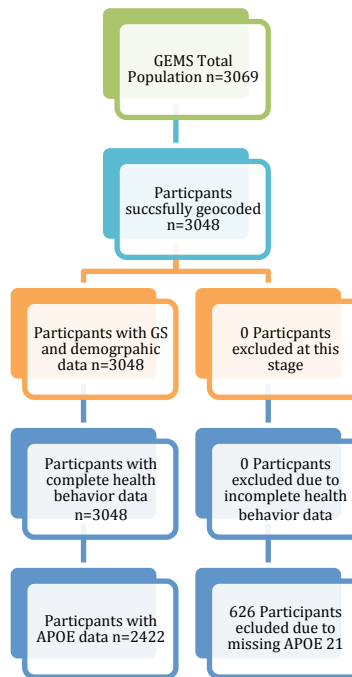 GEMS Total
Population n=3069
Particpants
succsfully geocoded
n=3048
Particpants with GS
and demogrpahic
data n=3048
0 Particpants
excluded at this
stage
Particpants with
complete health
behavior data
n=3048
0 Particpants
excluded due to
incomplete health
behavior data
Particpants with
APOE data n=2422
626 Participants
ecluded due to
missing APOE 21